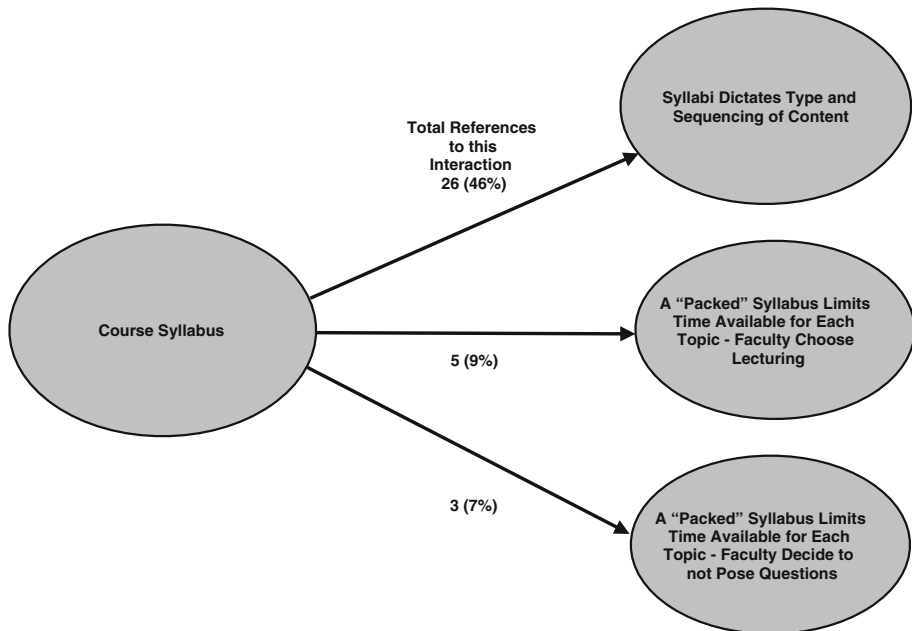 Syllabi Dictates Type and
Sequencing of Content
Total References
to this
Interaction
26 (46%)
Course Syllabus
A “Packed” Syllabus Limits
Time Available for Each
Topic - Faculty Choose
Lecturing
5 (9%)
3 (7%)
A “Packed” Syllabus Limits
Time Available for Each
Topic - Faculty Decide to
not Pose Questions